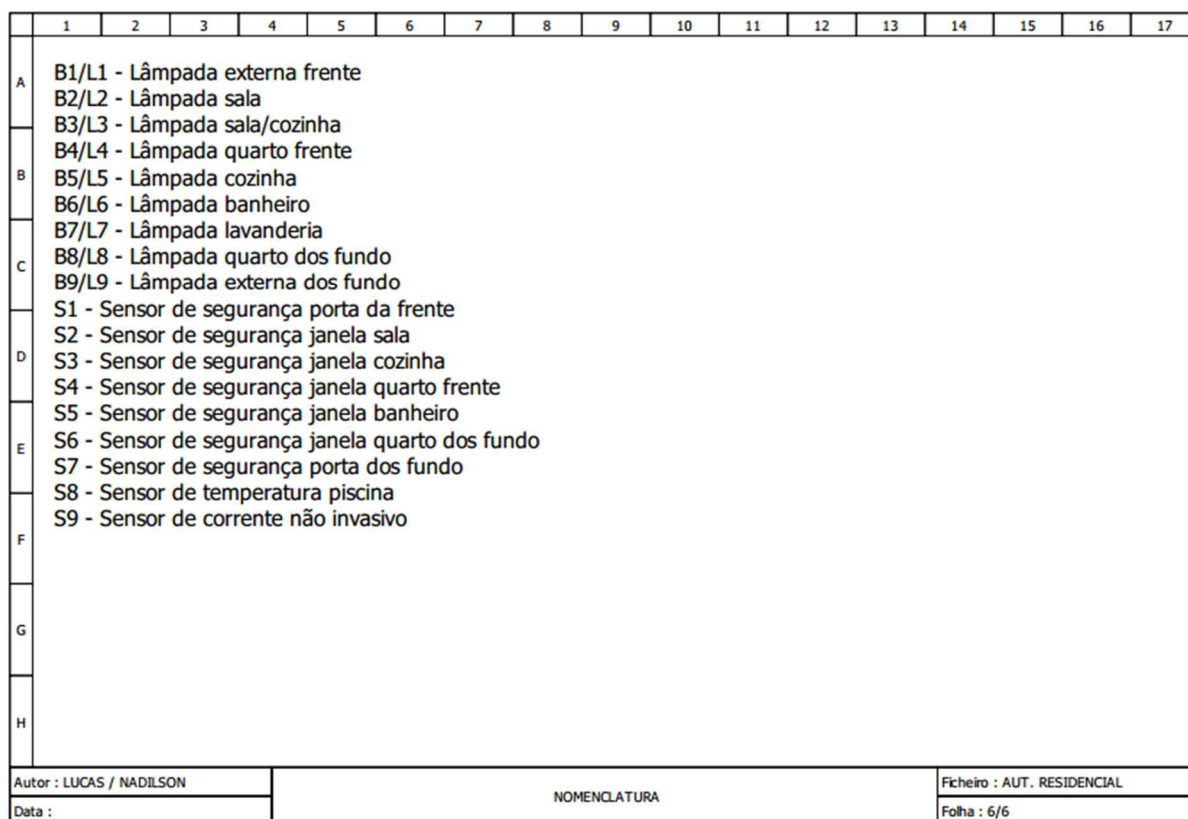 1 2 3 4 5 6 7 8 9 10 11 12 13 14 15 16 17
A
B
C
D
E
F
G
H
B1/L1 - Lâmpada externa frente
B2/L2 - Lâmpada sala
B3/L3 - Lâmpada sala/cozinha
B4/L4 - Lâmpada quarto frente
B5/L5 - Lâmpada cozinha
B6/L6 - Lâmpada banheiro
B7/L7 - Lâmpada lavanderia
B8/L8 - Lâmpada quarto dos fundo
B9/L9 - Lâmpada externa dos fundo
S1 - Sensor de segurança porta da frente
S2 - Sensor de segurança janela sala
S3 - Sensor de segurança janela cozinha
S4 - Sensor de segurança janela quarto frente
S5 - Sensor de segurança janela banheiro
S6 - Sensor de segurança janela quarto dos fundo
S7 - Sensor de segurança porta dos fundo
S8 - Sensor de temperatura piscina
S9 - Sensor de corrente não invasivo
Autor : LUCAS / NADILSON
Data :
NOMENCLATURA
Ficheiro : AUT. RESIDENCIAL
Folha : 6/6